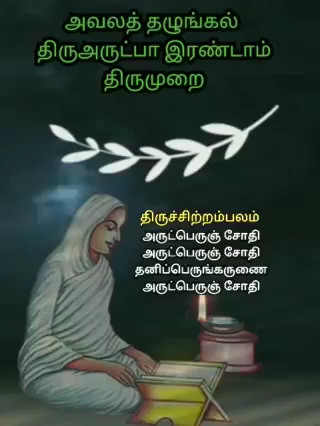 அவலத் தழுங்கல்
திருஅருட்பா இரண்டாம்
திருமுறை
திருச்சிற்றம்பலம்
அருட்பெருஞ் சோதி
அருட்பெருஞ் சோதி
தனிப்பெருங்கருணை
அருட்பெருஞ் சோதி